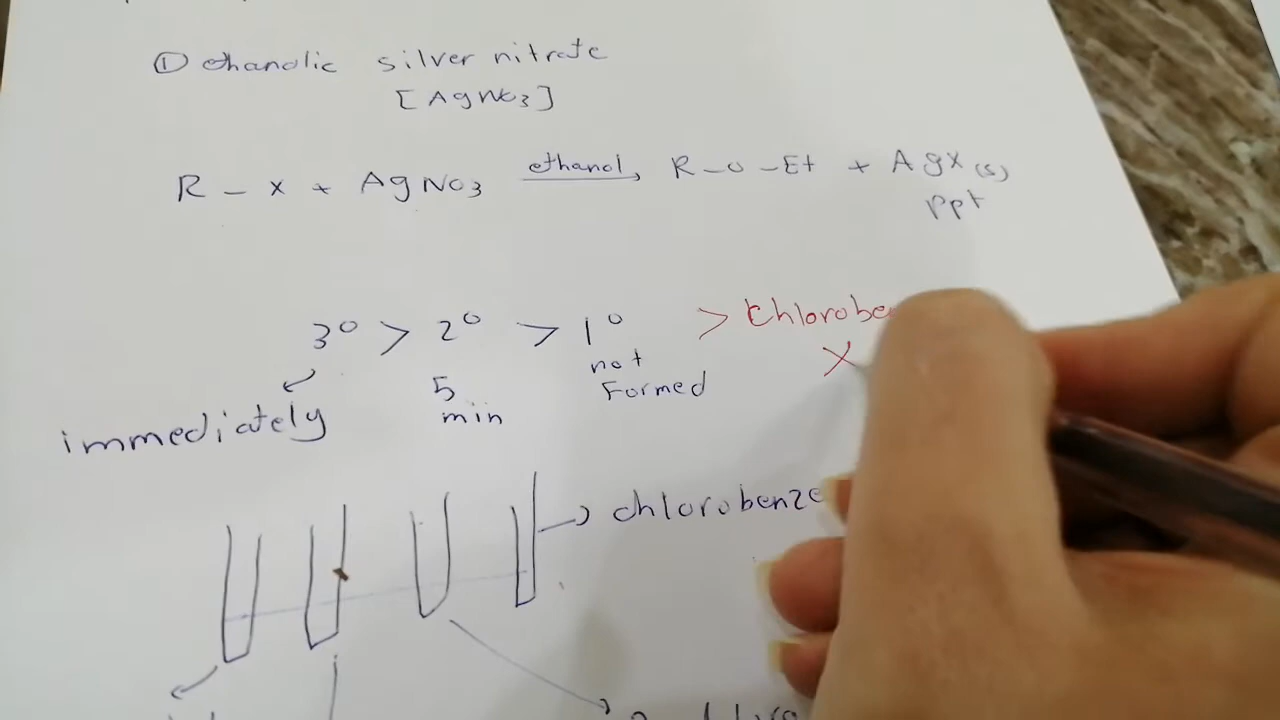 ① ethanolic silver nitrate
[AgNO3]
R - X + AgNO3 ethanol R-O-Et + AgX(s)
ppt
3° > 2° > 1° > chlorobe
not X
5 Formed
immediately min
chlorobenze